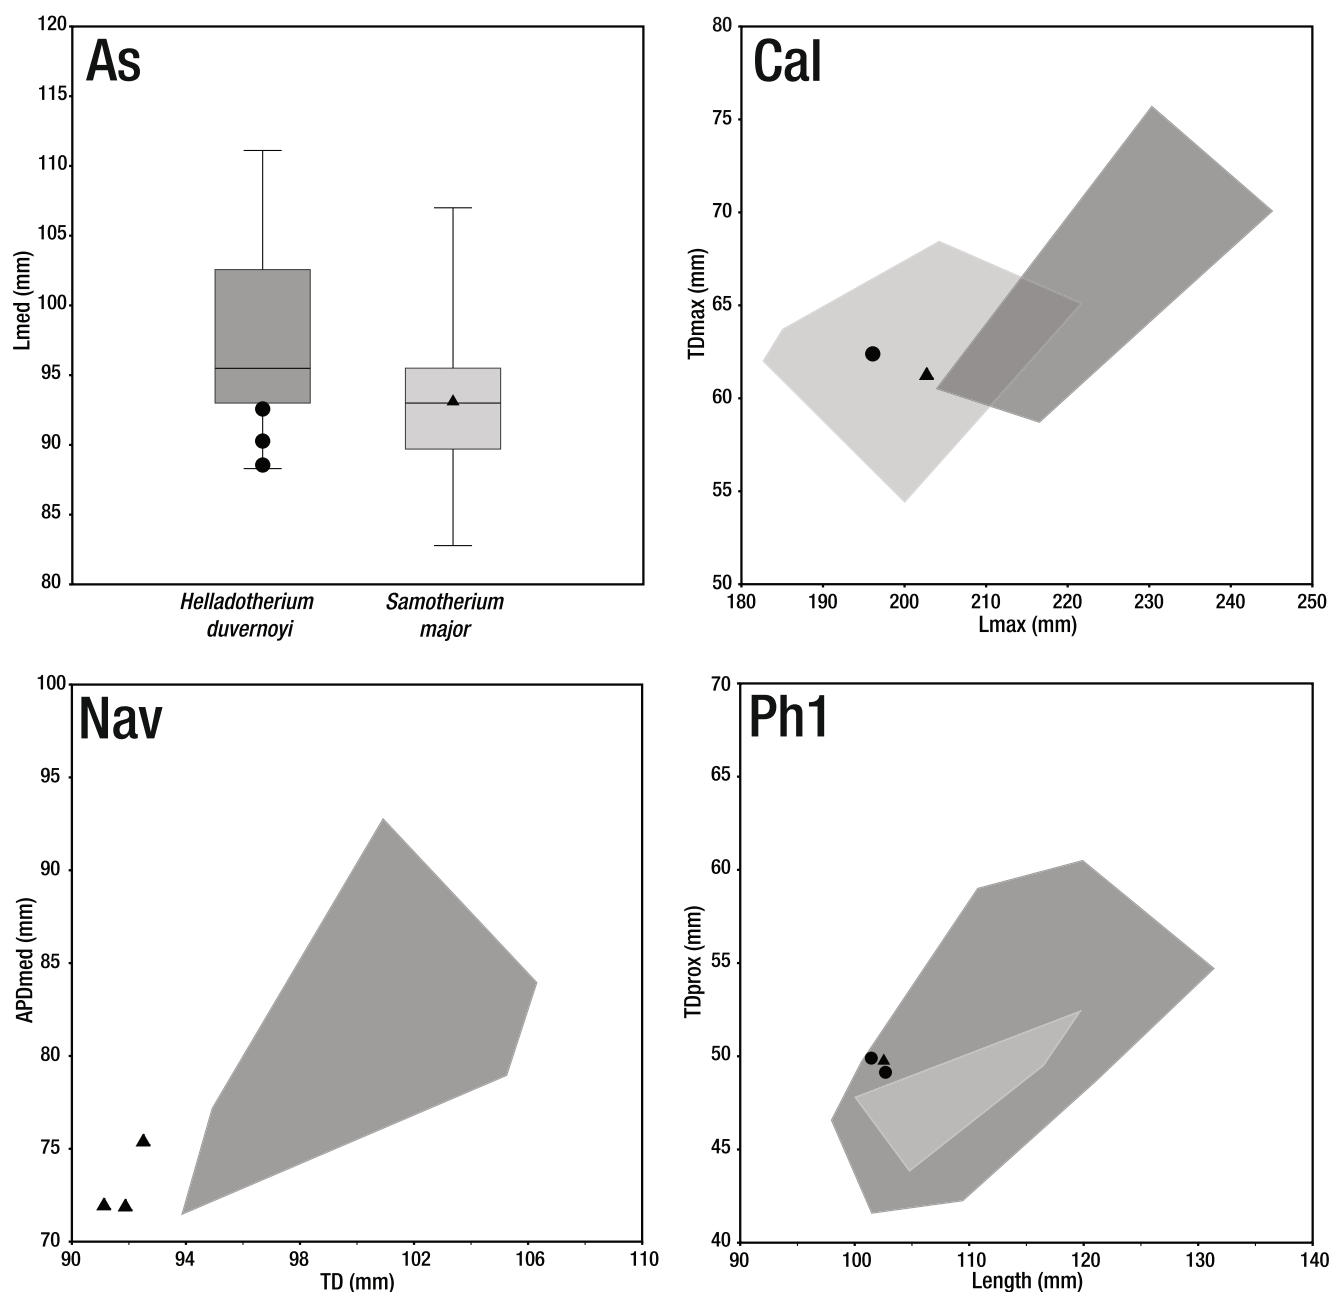 As
120
115
110
105
100
95
90
85
80
Lmed (mm)
Helladotherium
duvernoyi
Samotherium
major
Cal
80
75
70
65
60
55
50
TDmax (mm)
180 190 200 210 220 230 240 250
Lmax (mm)
Nav
100
95
90
85
80
75
70
APDmed (mm)
90 94 98 102 106 110
TD (mm)
Ph1
70
65
60
55
50
45
40
TDprox (mm)
90 100 110 120 130 140
Length (mm)